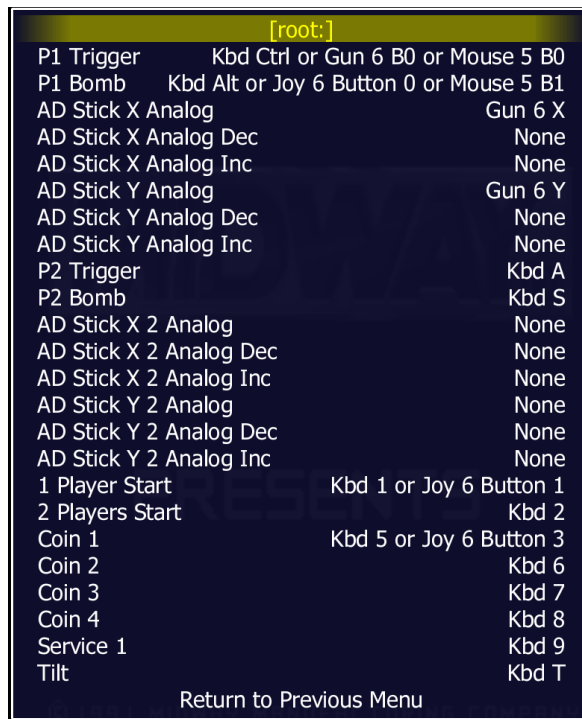 [root:]
P1 Trigger Kbd Ctrl or Gun 6 B0 or Mouse 5 B0
P1 Bomb Kbd Alt or Joy 6 Button 0 or Mouse 5 B1
AD Stick X Analog Gun 6 X
AD Stick X Analog Dec None
AD Stick X Analog Inc None
AD Stick Y Analog Gun 6 Y
AD Stick Y Analog Dec None
AD Stick Y Analog Inc None
P2 Trigger Kbd A
P2 Bomb Kbd S
AD Stick X 2 Analog None
AD Stick X 2 Analog Dec None
AD Stick X 2 Analog Inc None
AD Stick Y 2 Analog None
AD Stick Y 2 Analog Dec None
AD Stick Y 2 Analog Inc None
1 Player Start Kbd 1 or Joy 6 Button 1
2 Players Start Kbd 2
Coin 1 Kbd 5 or Joy 6 Button 3
Coin 2 Kbd 6
Coin 3 Kbd 7
Coin 4 Kbd 8
Service 1 Kbd 9
Tilt Kbd T
Return to Previous Menu
MIDWAY
PRESENTS